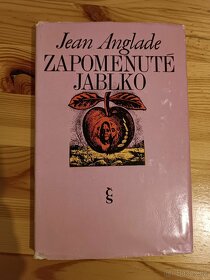 Jean Anglade
ZAPOMENUTÉ
JABLKO
čs